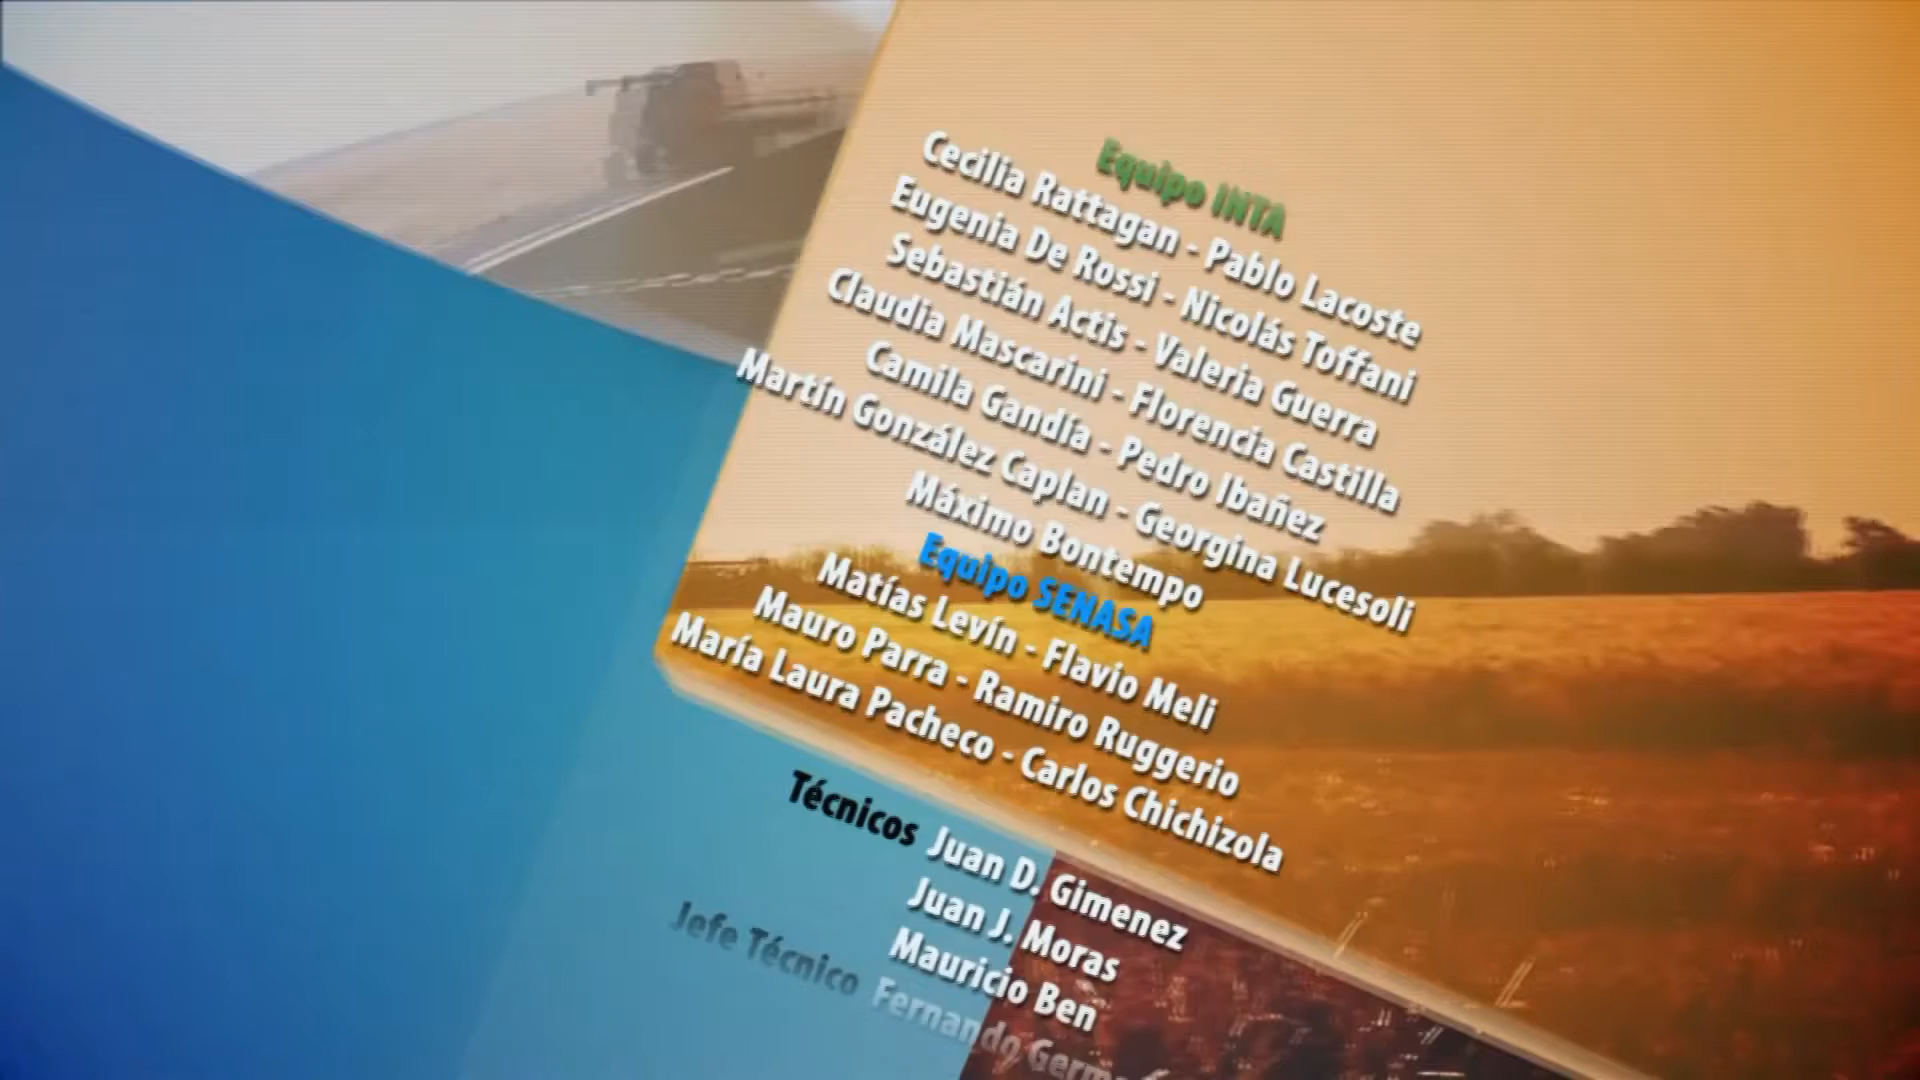 Equipo INTA
Cecilia Rattagan - Pablo Lacoste
Eugenia De Rossi - Nicolás Toffani
Sebastián Actis - Valeria Guerra
Claudia Mascarini - Florencia Castilla
Camila Gandía - Pedro Ibañez
Martín González Caplan - Georgina Lucesoli
Máximo Bontempo
Equipo SENASA
Matías Levín - Flavio Meli
Mauro Parra - Ramiro Ruggerio
María Laura Pacheco - Carlos Chichizola
Técnicos Juan D. Gimenez
Juan J. Moras
Mauricio Ben
Jefe Técnico Fernando